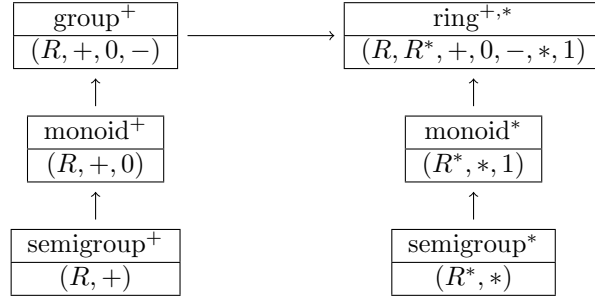 group⁺
(R, +, 0, −)
ring⁺,*
(R, R*, +, 0, −, *, 1)
monoid⁺
(R, +, 0)
monoid*
(R*, *, 1)
semigroup⁺
(R, +)
semigroup*
(R*, *)